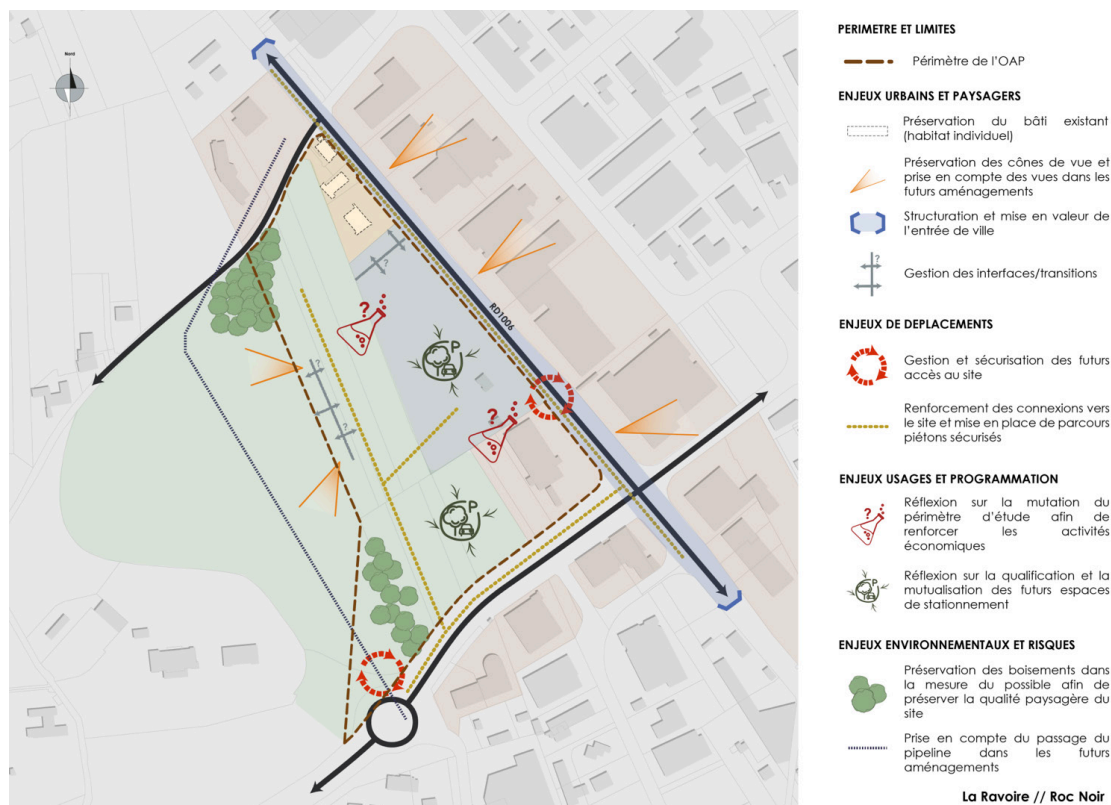 Nord
RD1006
?
?
?
?
P
P
PERIMETRE ET LIMITES
Périmètre de l'OAP
ENJEUX URBAINS ET PAYSAGERS
Préservation du bâti existant
(habitat individuel)
Préservation des cônes de vue et
prise en compte des vues dans les
futurs aménagements
Structuration et mise en valeur de
l'entrée de ville
?
Gestion des interfaces/transitions
ENJEUX DE DEPLACEMENTS
Gestion et sécurisation des futurs
accès au site
Renforcement des connexions vers
le site et mise en place de parcours
piétons sécurisés
ENJEUX USAGES ET PROGRAMMATION
?
Réflexion sur la mutation du
périmètre d'étude afin de
renforcer les activités
économiques
P
Réflexion sur la qualification et la
mutualisation des futurs espaces
de stationnement
ENJEUX ENVIRONNEMENTAUX ET RISQUES
Préservation des boisements dans
la mesure du possible afin de
préserver la qualité paysagère du
site
Prise en compte du passage du
pipeline dans les futurs
aménagements
La Ravoire // Roc Noir